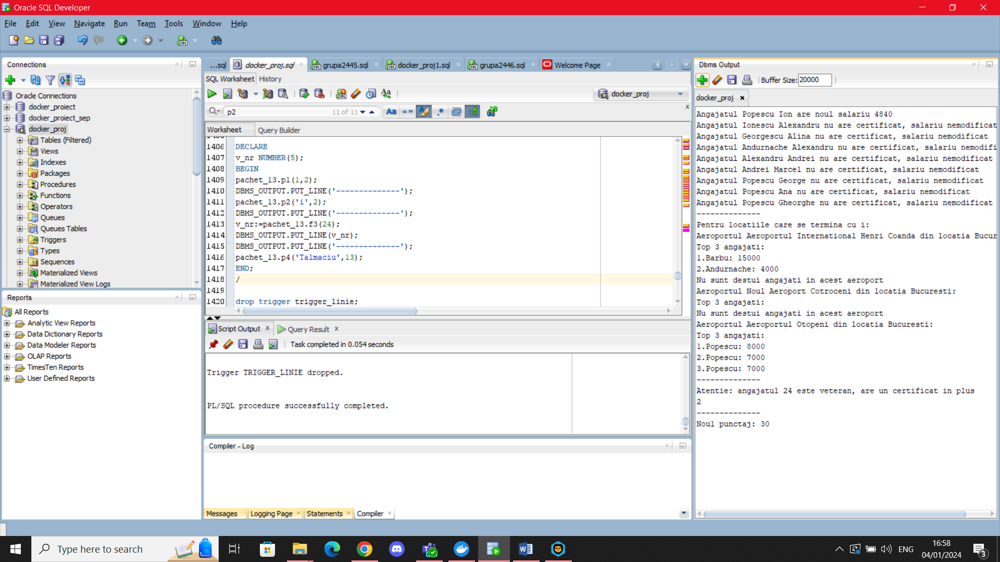 Oracle SQL Developer
File Edit View Navigate Run Team Tools Window Help
Connections
Oracle Connections
docker_proiect
docker_proiect_sep
docker_proj
Tables (Filtered)
Views
Indexes
Packages
Procedures
Functions
Operators
Queues
Queues Tables
Triggers
Types
Sequences
Materialized Views
Materialized View Logs
Reports
All Reports
Analytic View Reports
Data Dictionary Reports
Data Modeler Reports
OLAP Reports
TimesTen Reports
User Defined Reports
...sql docker_proj.sql grupa2445.sql docker_proj1.sql grupa2446.sql Welcome Page
SQL Worksheet History
docker_proj
p2 11 of 11 Aa “ ” .*
Worksheet Query Builder
1406 DECLARE
1407 v_nr NUMBER(5);
1408 BEGIN
1409 pachet_13.p1(1,2);
1410 DBMS_OUTPUT.PUT_LINE('--------------');
1411 pachet_13.p2('i',2);
1412 DBMS_OUTPUT.PUT_LINE('--------------');
1413 v_nr:=pachet_13.f3(24);
1414 DBMS_OUTPUT.PUT_LINE(v_nr);
1415 DBMS_OUTPUT.PUT_LINE('--------------');
1416 pachet_13.p4('Talmaciu',13);
1417 END;
1418 /
1419
1420 drop trigger trigger_linie;
Script Output Query Result
Task completed in 0.054 seconds
Trigger TRIGGER_LINIE dropped.
PL/SQL procedure successfully completed.
Compiler - Log
Messages Logging Page Statements Compiler
Dbms Output
Buffer Size: 20000
docker_proj
Angajatul Popescu Ion are noul salariu 4840
Angajatul Ionescu Alexandru nu are certificat, salariu nemodificat
Angajatul Georgescu Alina nu are certificat, salariu nemodificat
Angajatul Andurnache Alexandru nu are certificat, salariu nemodifi
Angajatul Alexandru Andrei nu are certificat, salariu nemodificat
Angajatul Andrei Marcel nu are certificat, salariu nemodificat
Angajatul Popescu George nu are certificat, salariu nemodificat
Angajatul Popescu Ana nu are certificat, salariu nemodificat
Angajatul Popescu Gheorghe nu are certificat, salariu nemodificat
--------------
Pentru locatiile care se termina cu i:
Aeroportul Aeroportul International Henri Coanda din locatia Bucur
Top 3 angajati:
1.Barbu: 15000
2.Andurnache: 4000
Nu sunt destui angajati in acest aeroport
Aeroportul Noul Aeroport Cotroceni din locatia Bucuresti:
Top 3 angajati:
Nu sunt destui angajati in acest aeroport
Aeroportul Aeroportul Otopeni din locatia Bucuresti:
Top 3 angajati:
1.Popescu: 8000
2.Popescu: 7000
3.Popescu: 7000
--------------
Atentie: angajatul 24 este veteran, are un certificat in plus
2
--------------
Noul punctaj: 30
Type here to search
ENG
16:58
04/01/2024
3